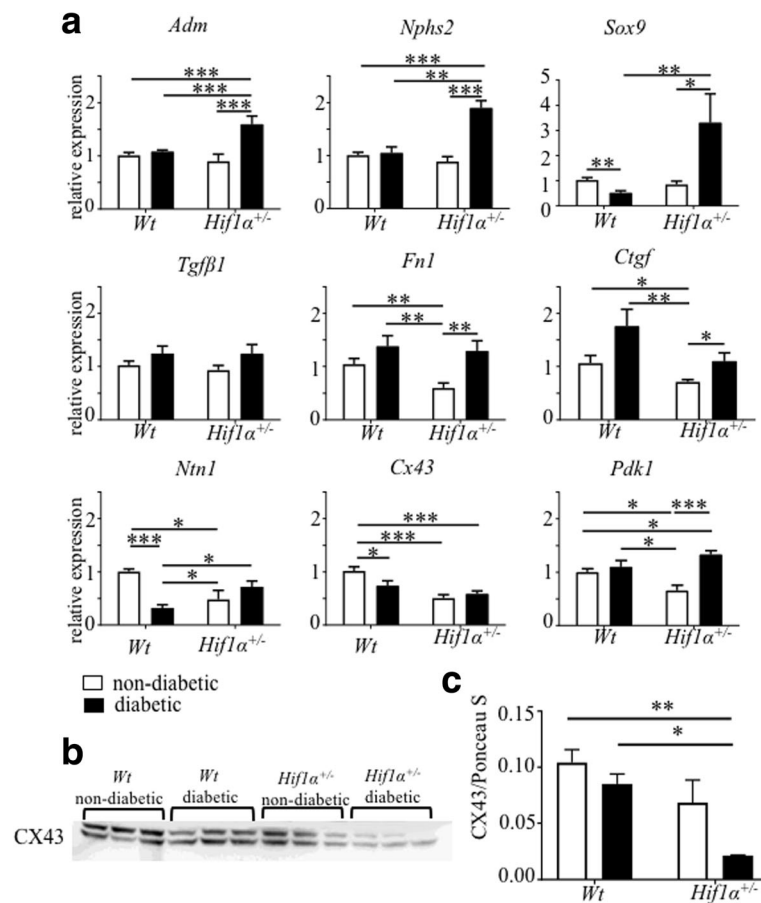 a
Adm Nphs2 Sox9
*** *** **
*** ** *
*** *** **
relative expression
2 2 5
4
1 1 3
2
1
0 0 0
Wt Hif1α+/- Wt Hif1α+/- Wt Hif1α+/-
Tgfβ1 Fn1 Ctgf
** *
** ** **
*
relative expression
2 2 2
1 1 1
0 0 0
Wt Hif1α+/- Wt Hif1α+/- Wt Hif1α+/-
Ntn1 Cx43 Pdk1
* *** * ***
*** *** *
* * *
*
relative expression
2 2 2
1 1 1
0 0 0
Wt Hif1α+/- Wt Hif1α+/- Wt Hif1α+/-
non-diabetic
diabetic
b
Wt Wt Hif1α+/- Hif1α+/-
non-diabetic diabetic non-diabetic diabetic
CX43
c
**
*
CX43/Ponceau S
0.15
0.10
0.05
0.00
Wt Hif1α+/-